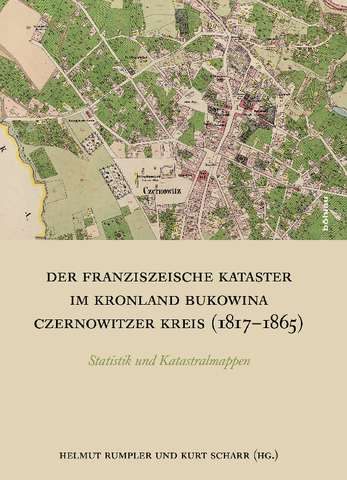 Czernowitz
böhlau
DER FRANZISZEISCHE KATASTER
IM KRONLAND BUKOWINA
CZERNOWITZER KREIS (1817–1865)
Statistik und Katastralmappen
HELMUT RUMPLER UND KURT SCHARR (HG.)